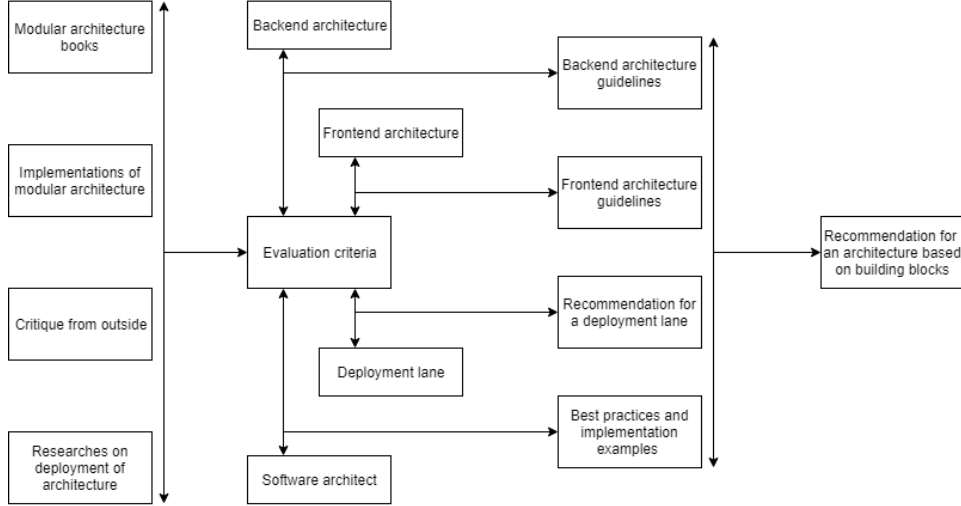 Modular architecture
books
Implementations of
modular architecture
Critique from outside
Researches on
deployment of
architecture
Backend architecture
Frontend architecture
Evaluation criteria
Deployment lane
Software architect
Backend architecture
guidelines
Frontend architecture
guidelines
Recommendation for
a deployment lane
Best practices and
implementation
examples
Recommendation for
an architecture based
on building blocks